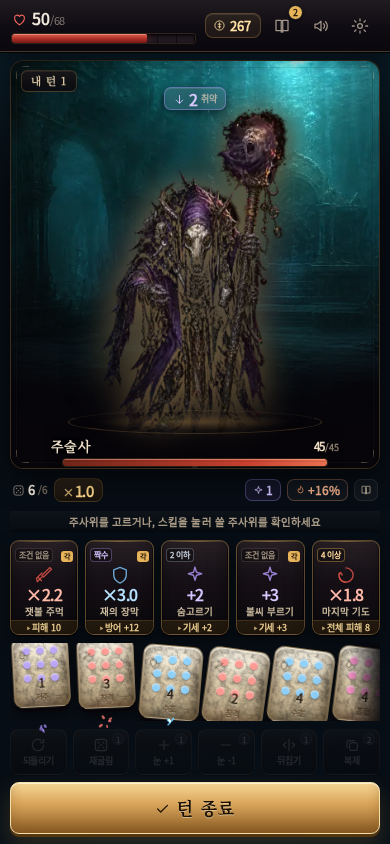 50/68
267
2
내 턴 1
2 취약
주술사
45/45
6/6
×1.0
1
+16%
주사위를 고르거나, 스킬을 눌러 쓸 주사위를 확인하세요
조건 없음 각
×2.2
잿불 주먹
▸피해 10
짝수 각
×3.0
재의 장막
▸방어 +12
2 이하
+2
숨고르기
▸기세 +2
조건 없음 각
+3
불씨 부르기
▸기세 +3
4 이상
×1.8
마지막 기도
▸전체 피해 8
1
3
4
2
4
4
되돌리기
재굴림 1
눈 +1 1
눈 -1 1
뒤집기 1
복제 2
턴 종료